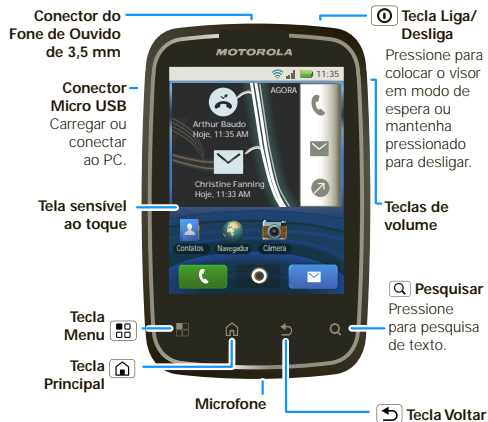 Conector do
Fone de Ouvido
de 3,5 mm
Conector
Micro USB
Carregar ou
conectar
ao PC.
Tela sensível
ao toque
Tecla
Menu
Tecla
Principal
Microfone
MOTOROLA
11:35
AGORA
Arthur Baudo
Hoje, 11:35 AM
Christine Fanning
Hoje, 11:33 AM
Contatos
Navegador
Câmera
Tecla Liga/
Desliga
Pressione para
colocar o visor
em modo de
espera ou
mantenha
pressionado
para desligar.
Teclas de
volume
Pesquisar
Pressione
para pesquisa
de texto.
Tecla Voltar